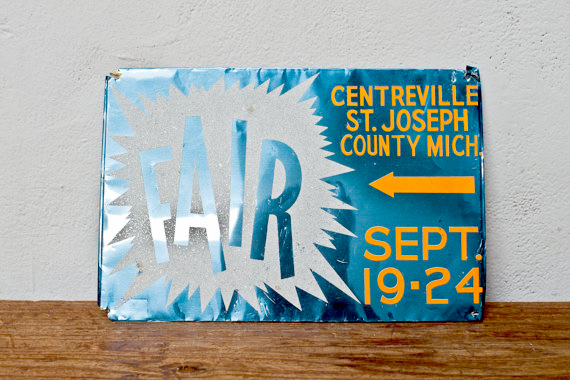 FAIR
CENTREVILLE
ST. JOSEPH
COUNTY MICH.
SEPT.
19-24